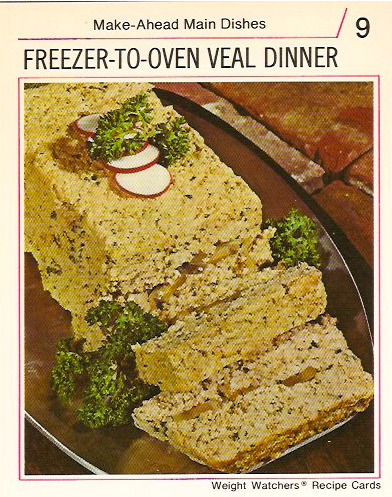 Make-Ahead Main Dishes
9
FREEZER-TO-OVEN VEAL DINNER
Weight Watchers® Recipe Cards